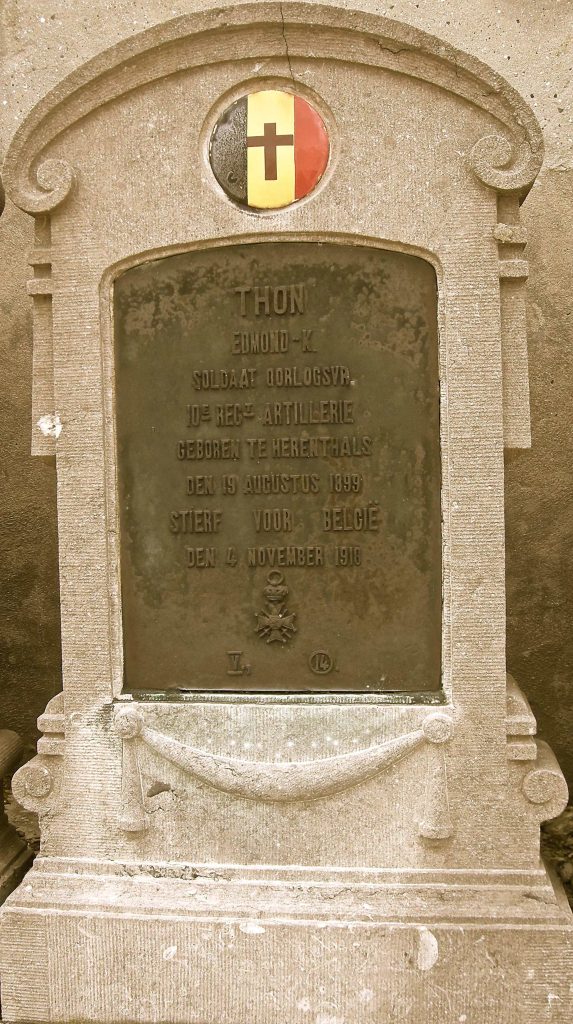 THON
EDMOND-K.
SOLDAAT OORLOGSVR.
10DE REGT ARTILLERIE
GEBOREN TE HERENTHALS
DEN 19 AUGUSTUS 1899
STIERF VOOR BELGIË
DEN 4 NOVEMBER 1918
V. 14.